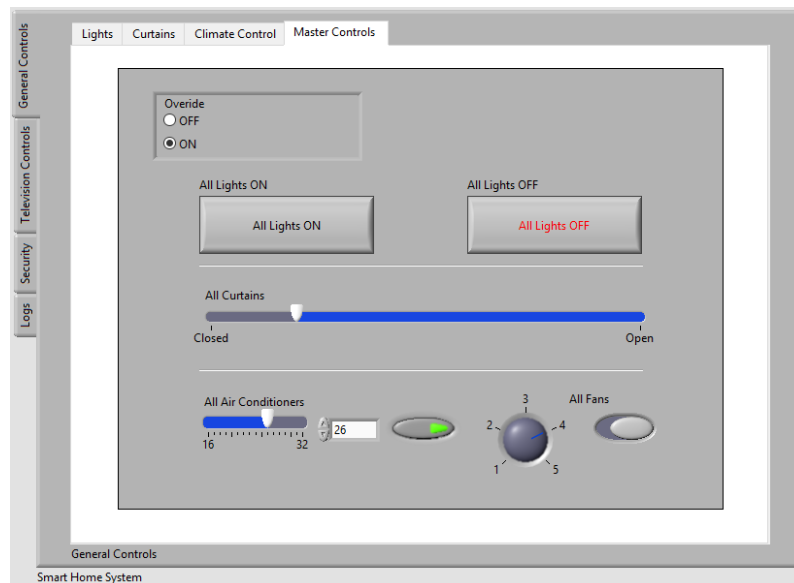 General Controls
Television Controls
Security
Logs
Lights Curtains Climate Control Master Controls
Overide
OFF
ON
All Lights ON All Lights OFF
All Lights ON All Lights OFF
All Curtains
Closed Open
All Air Conditioners
16 32
26
1 2 3 4 5
All Fans
General Controls
Smart Home System